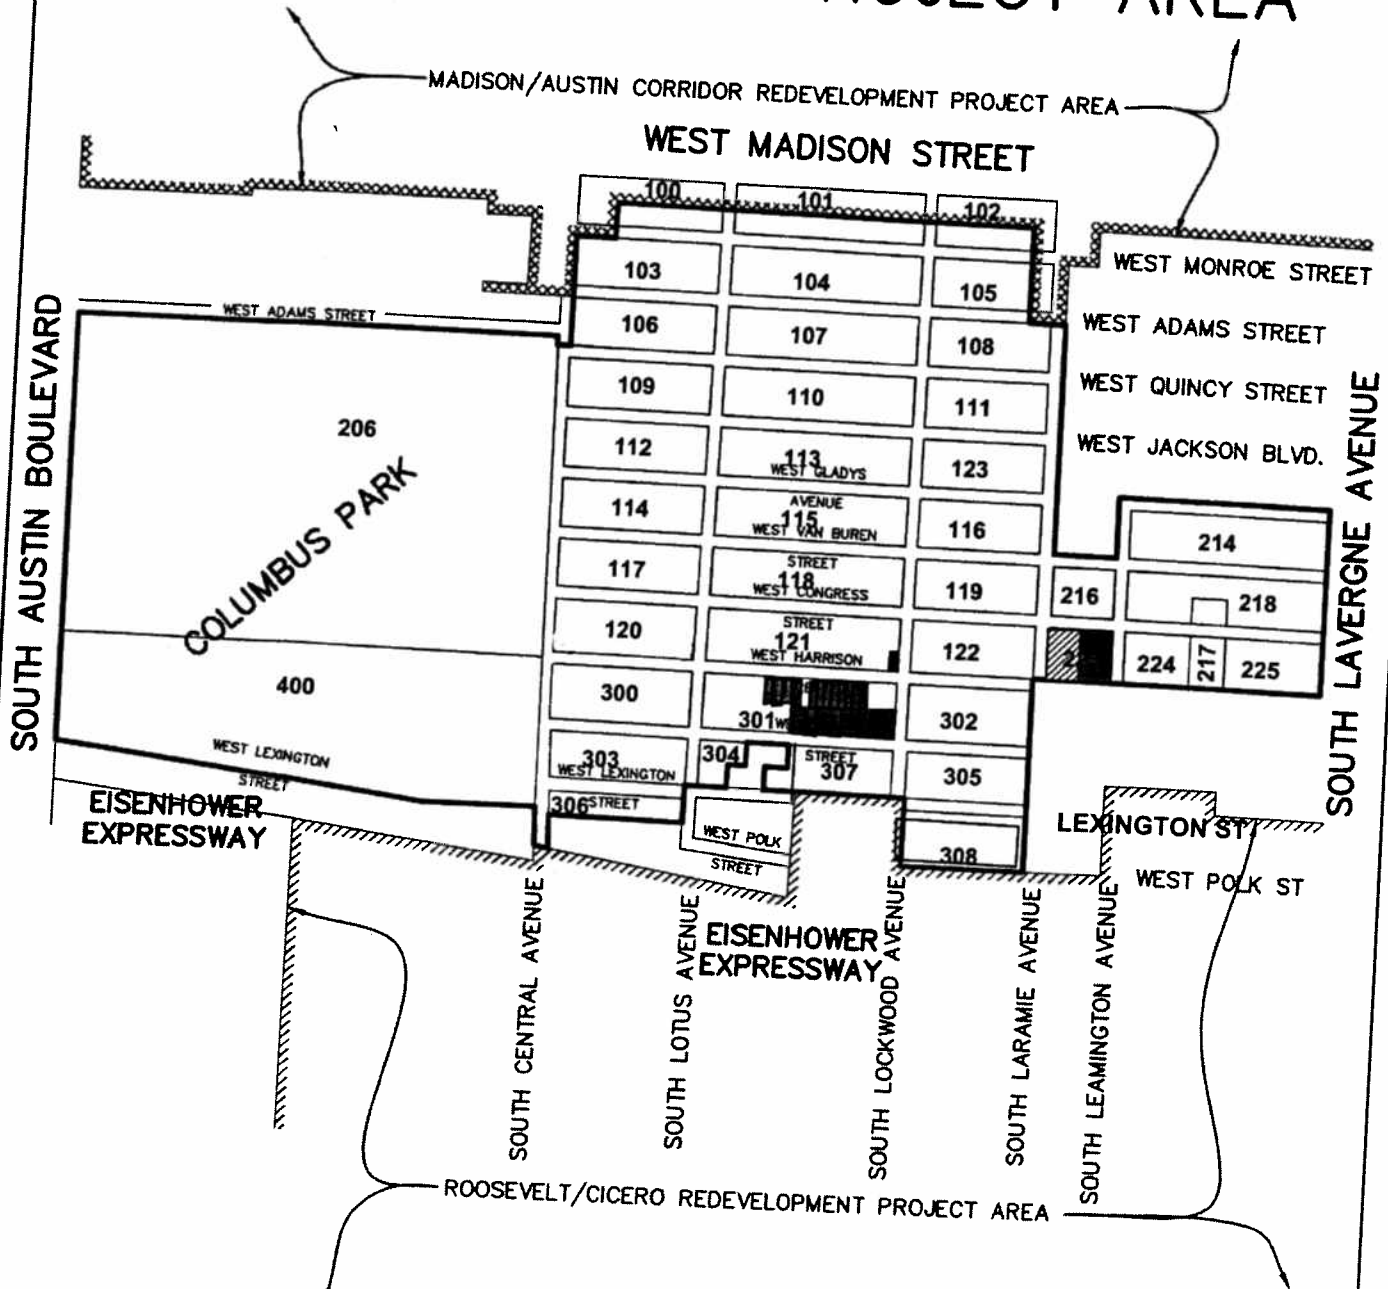 AREA
MADISON/AUSTIN CORRIDOR REDEVELOPMENT PROJECT AREA
WEST MADISON STREET
100
101
102
WEST MONROE STREET
103
104
105
WEST ADAMS STREET
106
107
108
WEST ADAMS STREET
109
110
111
WEST QUINCY STREET
206
112
113
WEST GLADYS
AVENUE
123
WEST JACKSON BLVD.
COLUMBUS PARK
114
115
WEST VAN BUREN
STREET
116
214
117
118
WEST CONGRESS
STREET
119
216
218
120
121
WEST HARRISON
122
224
217
225
400
300
301
302
WEST LEXINGTON
STREET
303
WEST LEXINGTON
STREET
304
STREET
307
305
306
308
WEST POLK
STREET
EISENHOWER
EXPRESSWAY
LEXINGTON ST
WEST POLK ST
EISENHOWER
EXPRESSWAY
SOUTH AUSTIN BOULEVARD
SOUTH CENTRAL AVENUE
SOUTH LOTUS AVENUE
SOUTH LOCKWOOD AVENUE
SOUTH LARAMIE AVENUE
SOUTH LEAMINGTON AVENUE
SOUTH LAVERGNE AVENUE
ROOSEVELT/CICERO REDEVELOPMENT PROJECT AREA